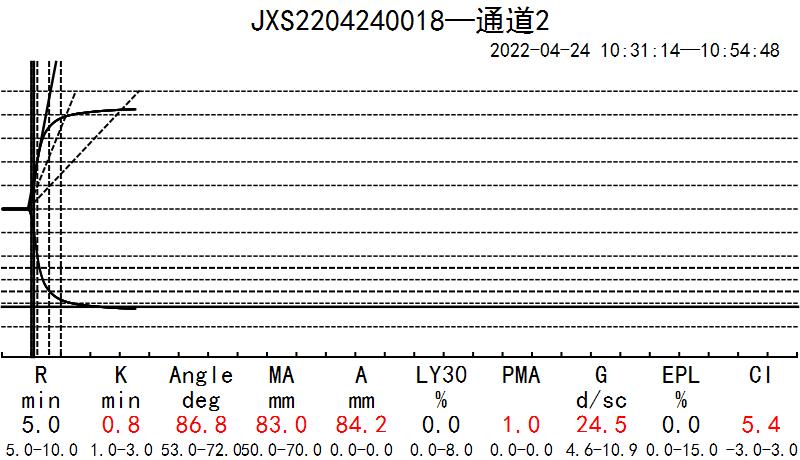 JXS2204240018—通道2
2022-04-24 10:31:14—10:54:48
R K Angle MA A LY30 PMA G EPL CI
min min deg mm mm % d/sc %
5.0 0.8 86.8 83.0 84.2 0.0 1.0 24.5 0.0 5.4
5.0-10.0 1.0-3.0 53.0-72.0 50.0-70.0 0.0-0.0 0.0-8.0 0.0-0.0 4.6-10.9 0.0-15.0 -3.0-3.0